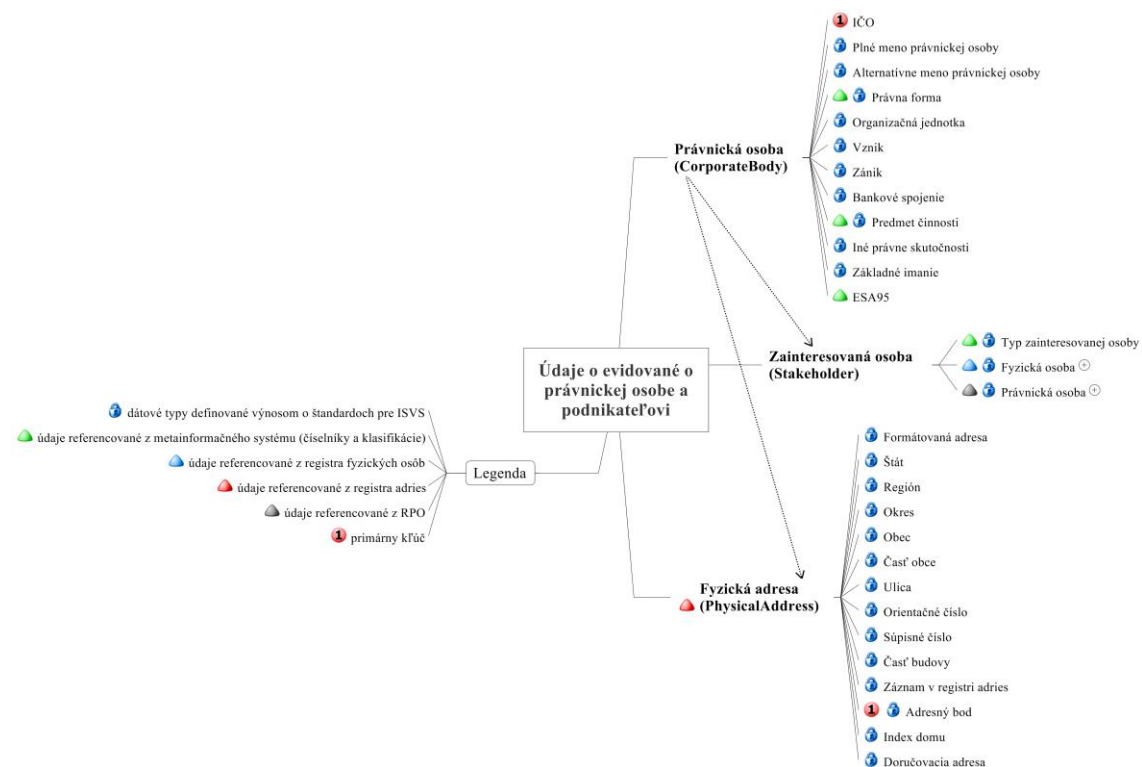 Údaje o evidované o
právnickej osobe a
podnikateľovi
Právnická osoba
(CorporateBody)
1 IČO
Plné meno právnickej osoby
Alternatívne meno právnickej osoby
Právna forma
Organizačná jednotka
Vznik
Zánik
Bankové spojenie
Predmet činnosti
Iné právne skutočnosti
Základné imanie
ESA95
Zainteresovaná osoba
(Stakeholder)
Typ zainteresovanej osoby
Fyzická osoba
Právnická osoba
Fyzická adresa
(PhysicalAddress)
Formátovaná adresa
Štát
Región
Okres
Obec
Časť obce
Ulica
Orientačné číslo
Súpisné číslo
Časť budovy
Záznam v registri adries
1 Adresný bod
Index domu
Doručovacia adresa
Legenda
dátové typy definované výnosom o štandardoch pre ISVS
údaje referencované z metainformačného systému (číselníky a klasifikácie)
údaje referencované z registra fyzických osôb
údaje referencované z registra adries
údaje referencované z RPO
1 primárny kľúč